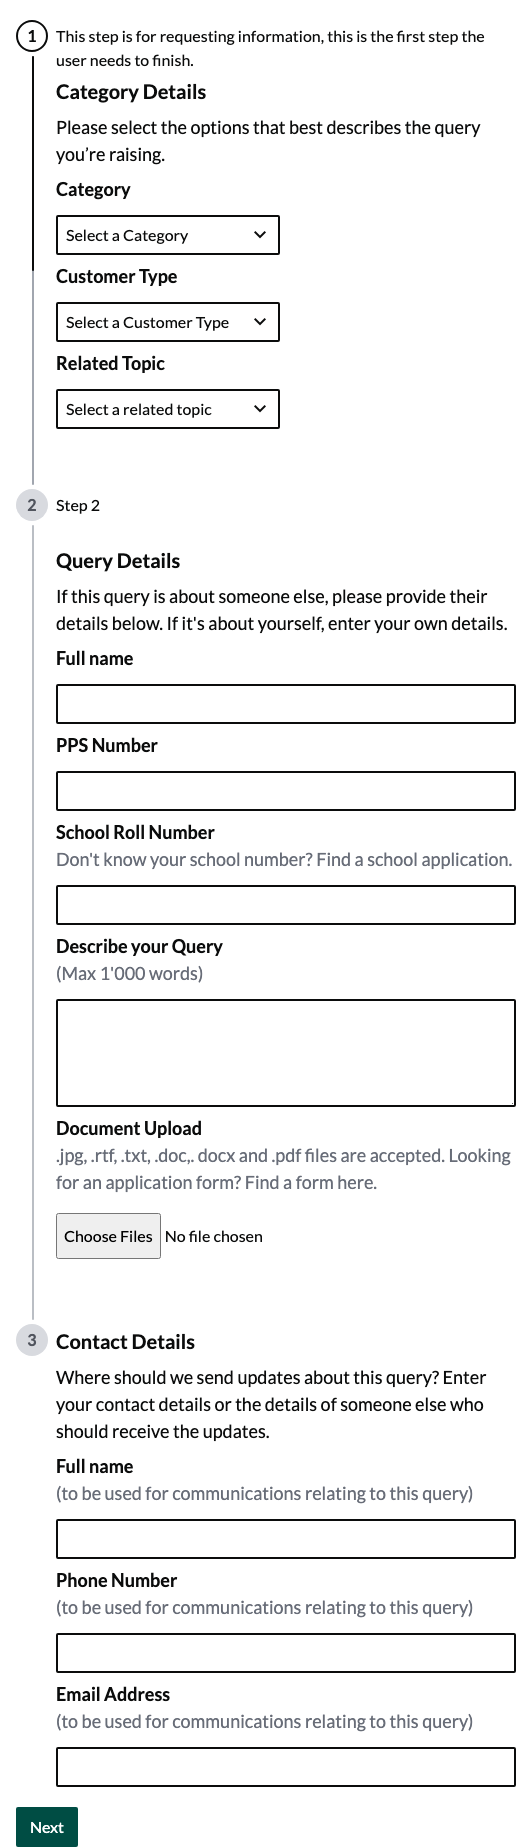 1
This step is for requesting information, this is the first step the
user needs to finish.
Category Details
Please select the options that best describes the query
you’re raising.
Category
Select a Category
Customer Type
Select a Customer Type
Related Topic
Select a related topic
2
Step 2
Query Details
If this query is about someone else, please provide their
details below. If it's about yourself, enter your own details.
Full name
PPS Number
School Roll Number
Don't know your school number? Find a school application.
Describe your Query
(Max 1'000 words)
Document Upload
.jpg, .rtf, .txt, .doc,. docx and .pdf files are accepted. Looking
for an application form? Find a form here.
Choose Files No file chosen
3
Contact Details
Where should we send updates about this query? Enter
your contact details or the details of someone else who
should receive the updates.
Full name
(to be used for communications relating to this query)
Phone Number
(to be used for communications relating to this query)
Email Address
(to be used for communications relating to this query)
Next